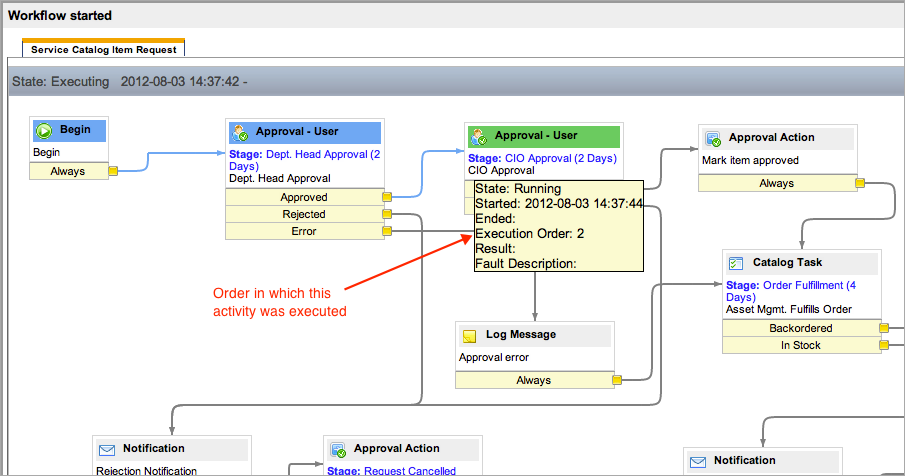 Workflow started
Service Catalog Item Request
State: Executing 2012-08-03 14:37:42 -
Begin
Begin
Always
Approval - User
Stage: Dept. Head Approval (2
Days)
Dept. Head Approval
Approved
Rejected
Error
Approval - User
Stage: CIO Approval (2 Days)
CIO Approval
State: Running
Started: 2012-08-03 14:37:44
Ended:
Execution Order: 2
Result:
Fault Description:
Approval Action
Mark item approved
Always
Order in which this
activity was executed
Catalog Task
Stage: Order Fulfillment (4
Days)
Asset Mgmt. Fulfills Order
Backordered
In Stock
Log Message
Approval error
Always
Notification
Rejection Notification
Approval Action
Stage: Request Cancelled
Notification